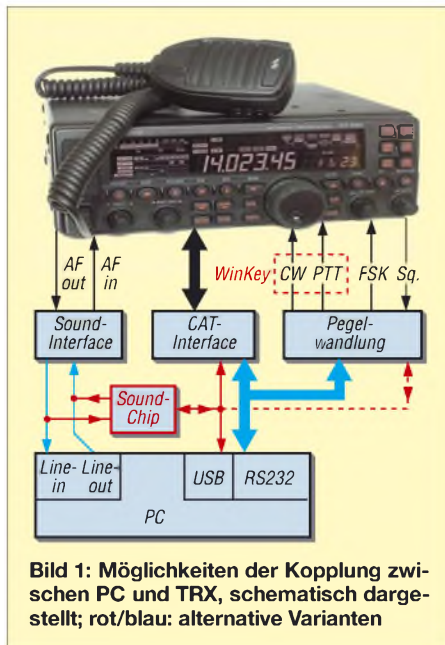 14.023.45
23
AF
out
AF
in
WinKey
CW
PTT
FSK
Sq.
Sound-
Interface
CAT-
Interface
Pegel-
wandlung
Sound-
Chip
Line-
in
Line-
out
USB
RS232
PC
Bild 1: Möglichkeiten der Kopplung zwi-
schen PC und TRX, schematisch darge-
stellt; rot/blau: alternative Varianten